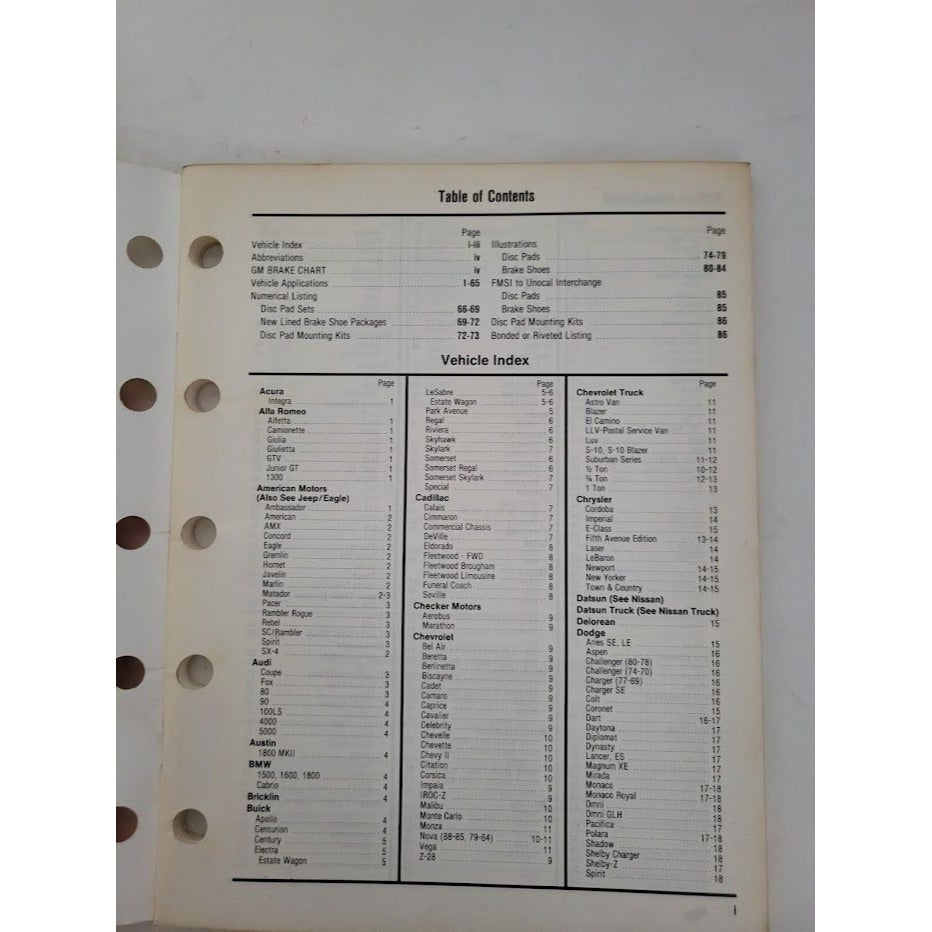 Table of Contents
Page
Vehicle Index i-iii
Abbreviations iv
GM BRAKE CHART iv
Vehicle Applications 1-65
Numerical Listing
Disc Pad Sets 66-69
New Lined Brake Shoe Packages 69-72
Disc Pad Mounting Kits 72-73
Page
Illustrations
Disc Pads 74-79
Brake Shoes 80-84
FMSI to Unocal Interchange
Disc Pads 85
Brake Shoes 85
Disc Pad Mounting Kits 86
Bonded or Riveted Listing 86
Vehicle Index
Page
Acura
Integra 1
Alfa Romeo
Alfetta 1
Camionette 1
Giulia 1
Giulietta 1
GTV 1
Junior GT 1
1300 1
American Motors
(Also See Jeep/Eagle)
Ambassador 1
American 2
AMX 2
Concord 2
Eagle 2
Gremlin 2
Hornet 2
Javelin 2
Marlin 2
Matador 2-3
Pacer 3
Rambler Rogue 3
Rebel 3
SC/Rambler 3
Spirit 3
SX-4 2
Audi
Coupe 3
Fox 3
80 3
90 4
100LS 4
4000 4
5000 4
Austin
1800 MKII 4
BMW
1500, 1600, 1800 4
Cabrio 4
Bricklin 4
Buick
Apollo 4
Centurion 4
Century 5
Electra 5
Estate Wagon 5
Page
LeSabre 5-6
Estate Wagon 5-6
Park Avenue 5
Regal 6
Riviera 6
Skyhawk 6
Skylark 7
Somerset 6
Somerset Regal 6
Somerset Skylark 7
Special 7
Cadillac
Calais 7
Cimmaron 7
Commercial Chassis 7
DeVille 7
Eldorado 8
Fleetwood - FWD 8
Fleetwood Brougham 8
Fleetwood Limousine 8
Funeral Coach 8
Seville 8
Checker Motors
Aerobus 9
Marathon 9
Chevrolet
Bel Air 9
Beretta 9
Berlinetta 9
Biscayne 9
Cadet 9
Camaro 9
Caprice 9
Cavalier 9
Celebrity 9
Chevelle 10
Chevette 10
Chevy II 10
Citation 10
Corsica 10
Impala 9
IROC-Z 9
Malibu 10
Monte Carlo 10
Monza 11
Nova (88-85, 79-64) 10-11
Vega 11
Z-28 9
Page
Chevrolet Truck
Astro Van 11
Blazer 11
El Camino 11
LLV-Postal Service Van 11
Luv 11
S-10, S-10 Blazer 11
Suburban Series 11-12
½ Ton 10-12
¾ Ton 12-13
1 Ton 13
Chrysler
Cordoba 13
Imperial 14
E-Class 15
Fifth Avenue Edition 13-14
Laser 14
LeBaron 14
Newport 14-15
New Yorker 14-15
Town & Country 14-15
Datsun (See Nissan)
Datsun Truck (See Nissan Truck)
Delorean 15
Dodge
Aries SE, LE 15
Aspen 16
Challenger (80-78) 16
Challenger (74-70) 16
Charger (77-69) 16
Charger SE 16
Colt 16
Coronet 15
Dart 16-17
Daytona 17
Diplomat 17
Dynasty 17
Lancer, ES 17
Magnum XE 17
Mirada 17
Monaco 17-18
Monaco Royal 17-18
Omni 18
Omni GLH 18
Pacifica 17
Polara 17-18
Shadow 18
Shelby Charger 18
Shelby-Z 17
Spirit 18
i